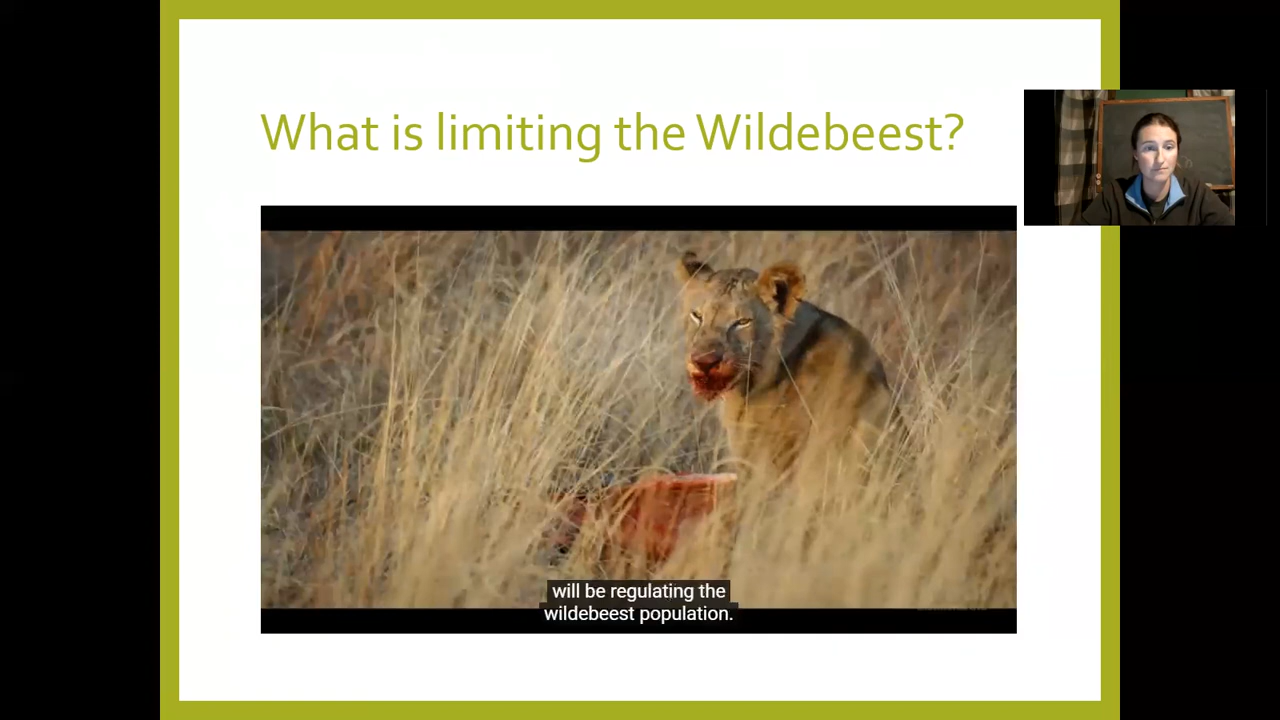 What is limiting the Wildebeest?
will be regulating the
wildebeest population.